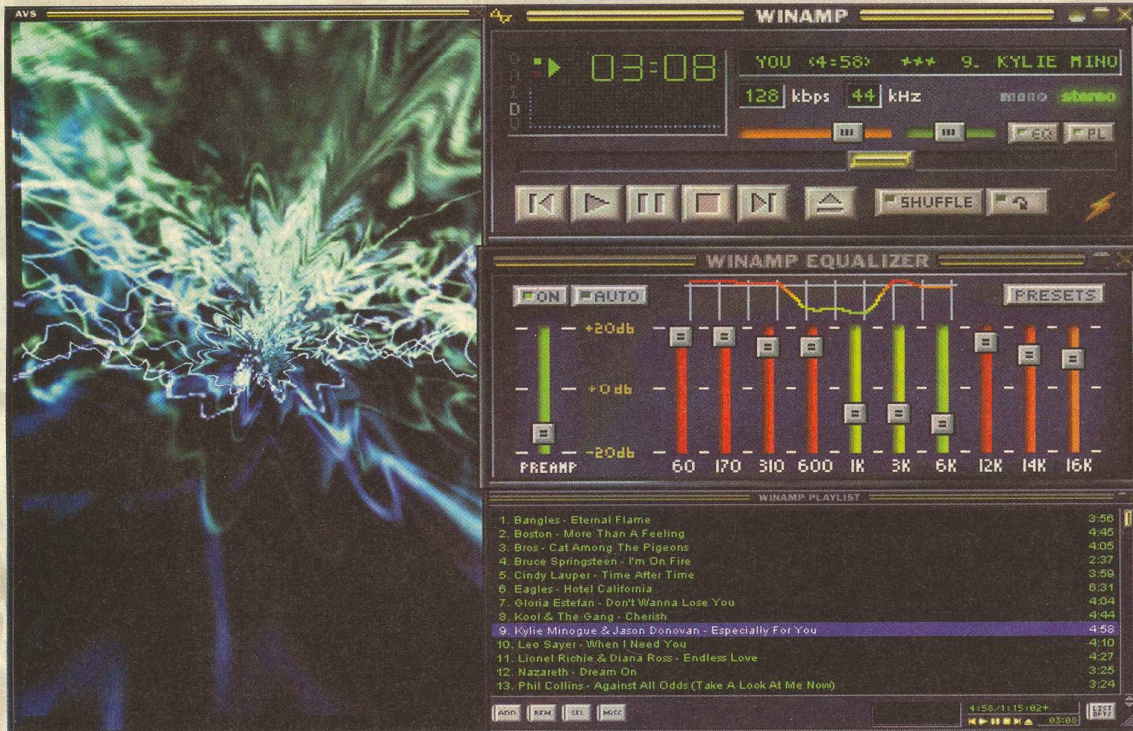 AVS
WINAMP
OAIDU
03:08
YOU <4:58> *** 9. KYLIE MINO
128 kbps 44 kHz mono stereo
EQ PL
SHUFFLE
WINAMP EQUALIZER
ON AUTO PRESETS
+20db
+0 db
-20db
PREAMP 60 170 310 600 1K 3K 6K 12K 14K 16K
WINAMP PLAYLIST
1. Bangles - Eternal Flame 3:56
2. Boston - More Than A Feeling 4:45
3. Bros - Cat Among The Pigeons 4:05
4. Bruce Springsteen - I'm On Fire 2:37
5. Cindy Lauper - Time After Time 3:59
6. Eagles - Hotel California 6:31
7. Gloria Estefan - Don't Wanna Lose You 4:04
8. Kool & The Gang - Cherish 4:44
9. Kylie Minogue & Jason Donovan - Especially For You 4:58
10. Leo Sayer - When I Need You 4:10
11. Lionel Richie & Diana Ross - Endless Love 4:27
12. Nazareth - Dream On 3:25
13. Phil Collins - Against All Odds (Take A Look At Me Now) 3:24
ADD REM SEL MISC
4:58/1:15:02+
03:08
LIST
OPTS